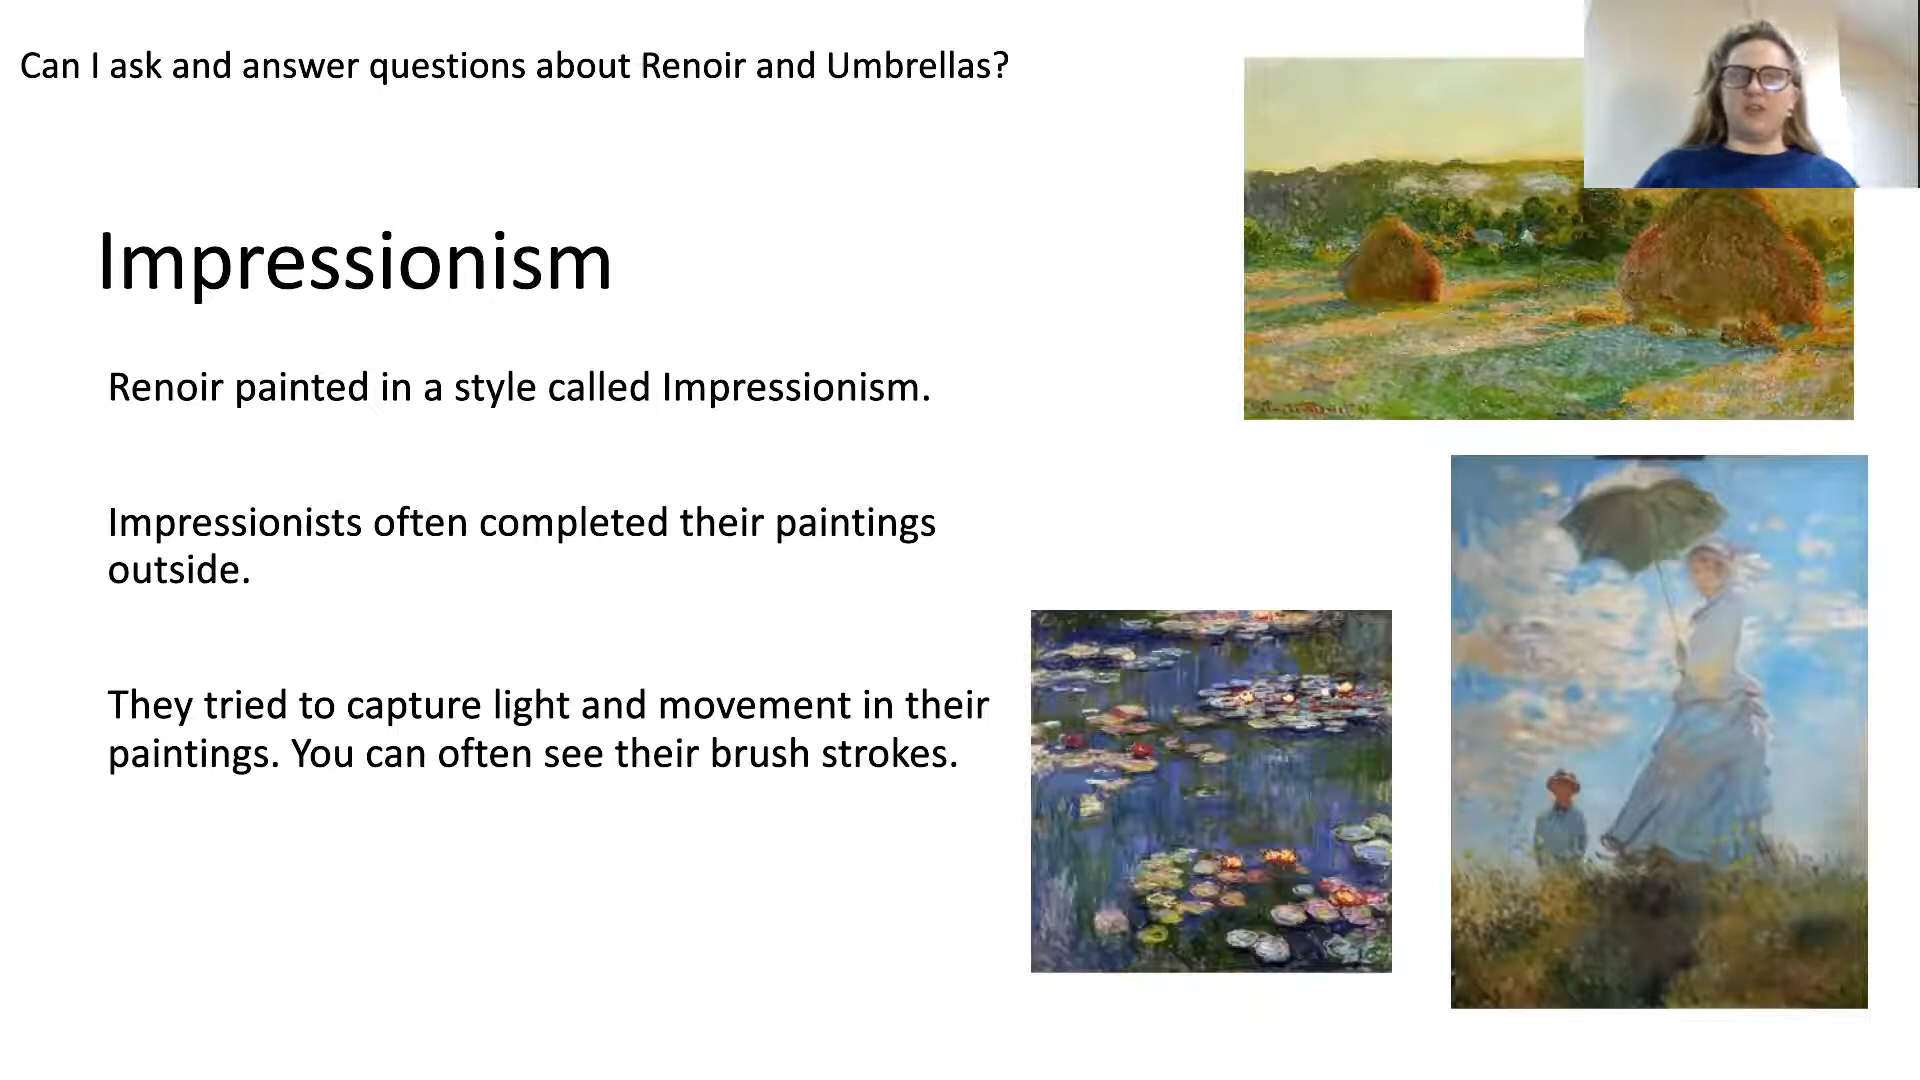 Can I ask and answer questions about Renoir and Umbrellas?
Impressionism
Renoir painted in a style called Impressionism.
Impressionists often completed their paintings
outside.
They tried to capture light and movement in their
paintings. You can often see their brush strokes.